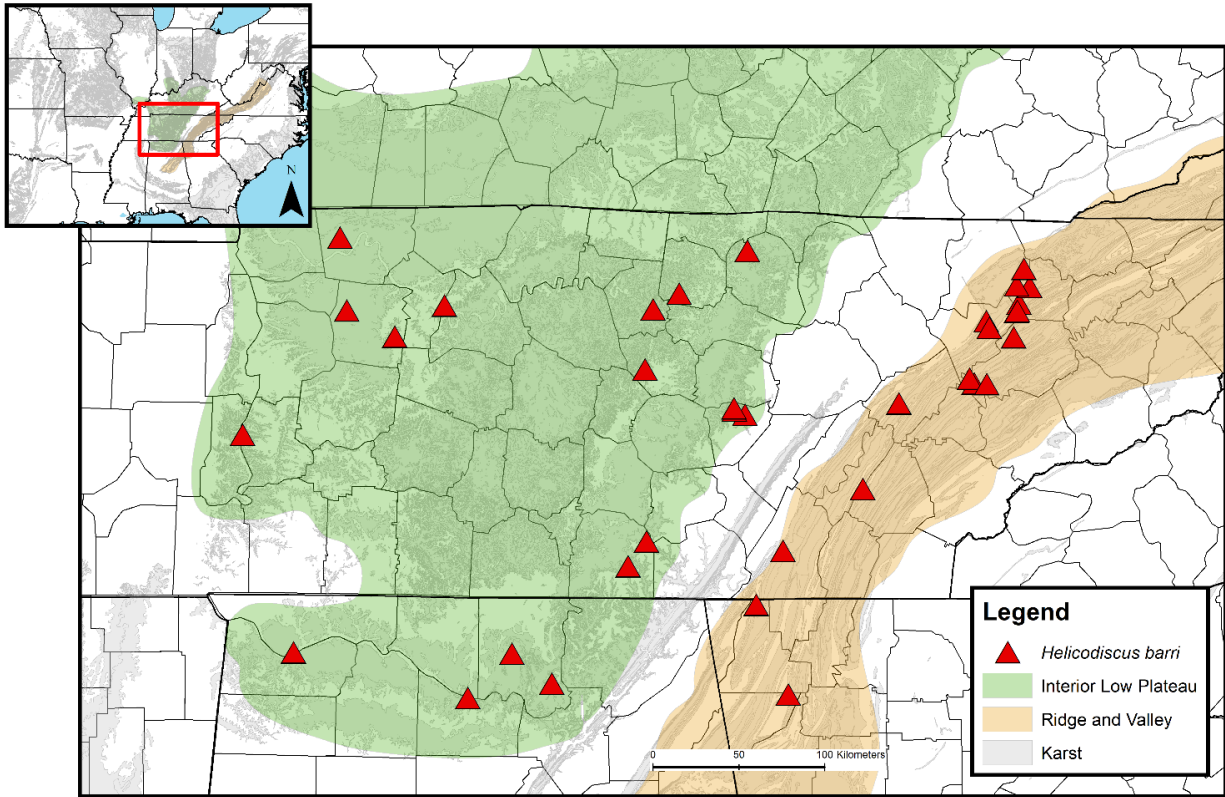 N
Legend
Helicodiscus barri
Interior Low Plateau
Ridge and Valley
Karst
0 50 100 Kilometers